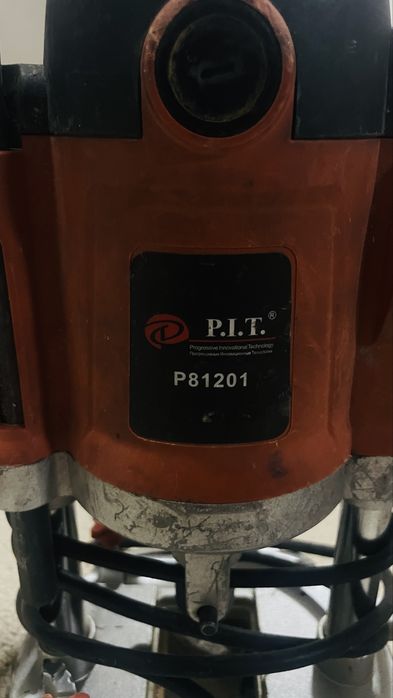 P.I.T.®
Progressive Innovational Technology
Прогрессивные Инновационные Технологии
P81201